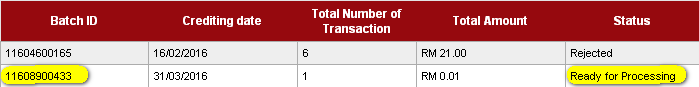 Batch ID Crediting date Total Number of Transaction Total Amount Status
11604600165 16/02/2016 6 RM 21.00 Rejected
11608900433 31/03/2016 1 RM 0.01 Ready for Processing